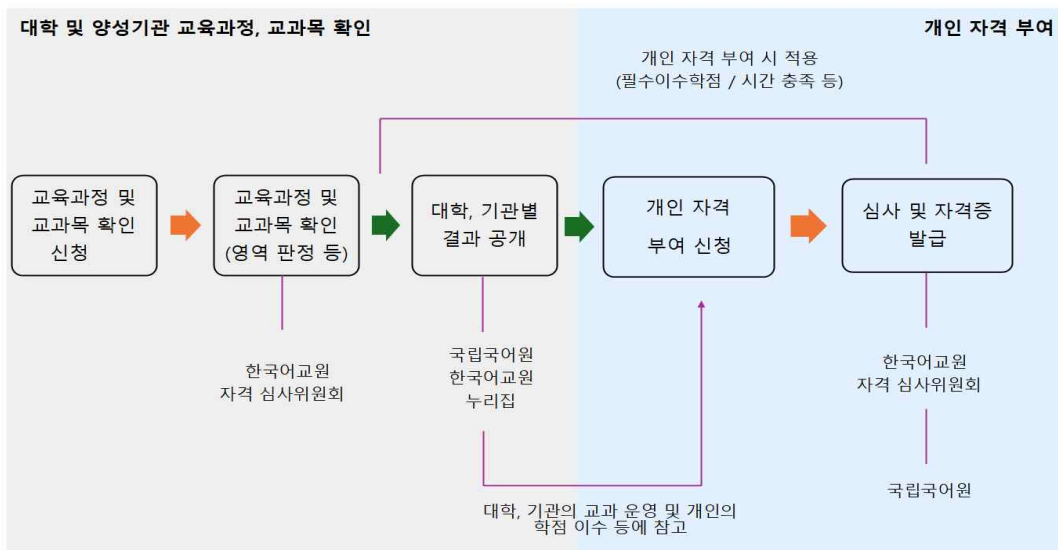 대학 및 양성기관 교육과정, 교과목 확인
개인 자격 부여
개인 자격 부여 시 적용
(필수이수학점 / 시간 충족 등)
교육과정 및
교과목 확인
신청
교육과정 및
교과목 확인
(영역 판정 등)
대학, 기관별
결과 공개
개인 자격
부여 신청
심사 및 자격증
발급
한국어교원
자격 심사위원회
국립국어원
한국어교원
누리집
한국어교원
자격 심사위원회
국립국어원
대학, 기관의 교과 운영 및 개인의
학점 이수 등에 참고